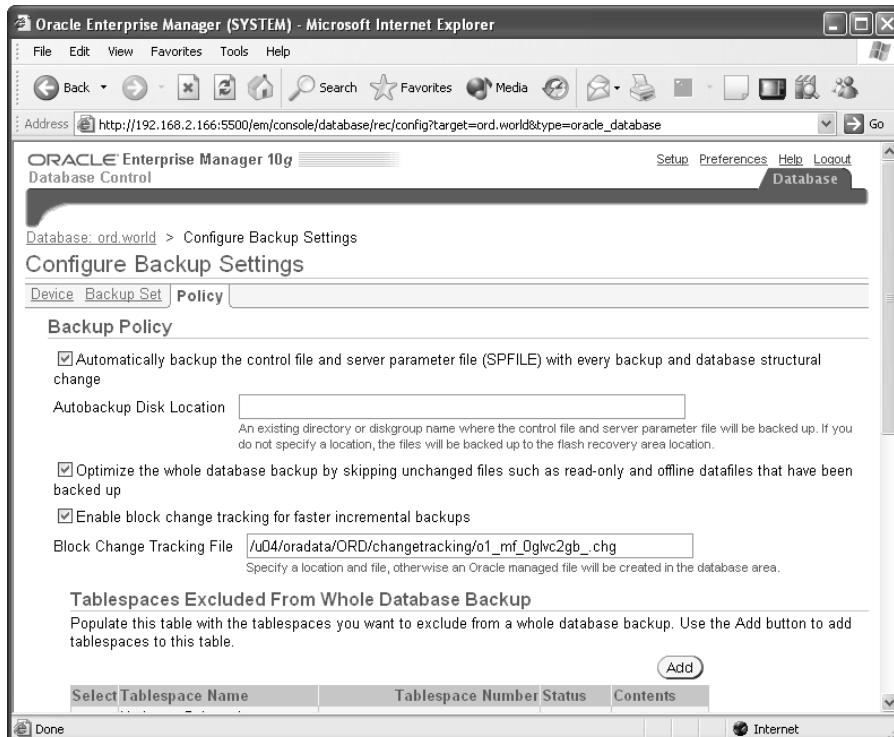 Oracle Enterprise Manager (SYSTEM) - Microsoft Internet Explorer
File Edit View Favorites Tools Help
Back Search Favorites Media
Address http://192.168.2.166:5500/em/console/database/rec/config?target=ord.world&type=oracle_database Go
ORACLE Enterprise Manager 10g
Database Control
Setup Preferences Help Logout
Database
Database: ord.world > Configure Backup Settings
Configure Backup Settings
Device Backup Set Policy
Backup Policy
Automatically backup the control file and server parameter file (SPFILE) with every backup and database structural
change
Autobackup Disk Location
An existing directory or diskgroup name where the control file and server parameter file will be backed up. If you
do not specify a location, the files will be backed up to the flash recovery area location.
Optimize the whole database backup by skipping unchanged files such as read-only and offline datafiles that have been
backed up
Enable block change tracking for faster incremental backups
Block Change Tracking File /u04/oradata/ORD/changetracking/o1_mf_0glvc2gb_.chg
Specify a location and file, otherwise an Oracle managed file will be created in the database area.
Tablespaces Excluded From Whole Database Backup
Populate this table with the tablespaces you want to exclude from a whole database backup. Use the Add button to add
tablespaces to this table.
Add
Select Tablespace Name Tablespace Number Status Contents
Done Internet